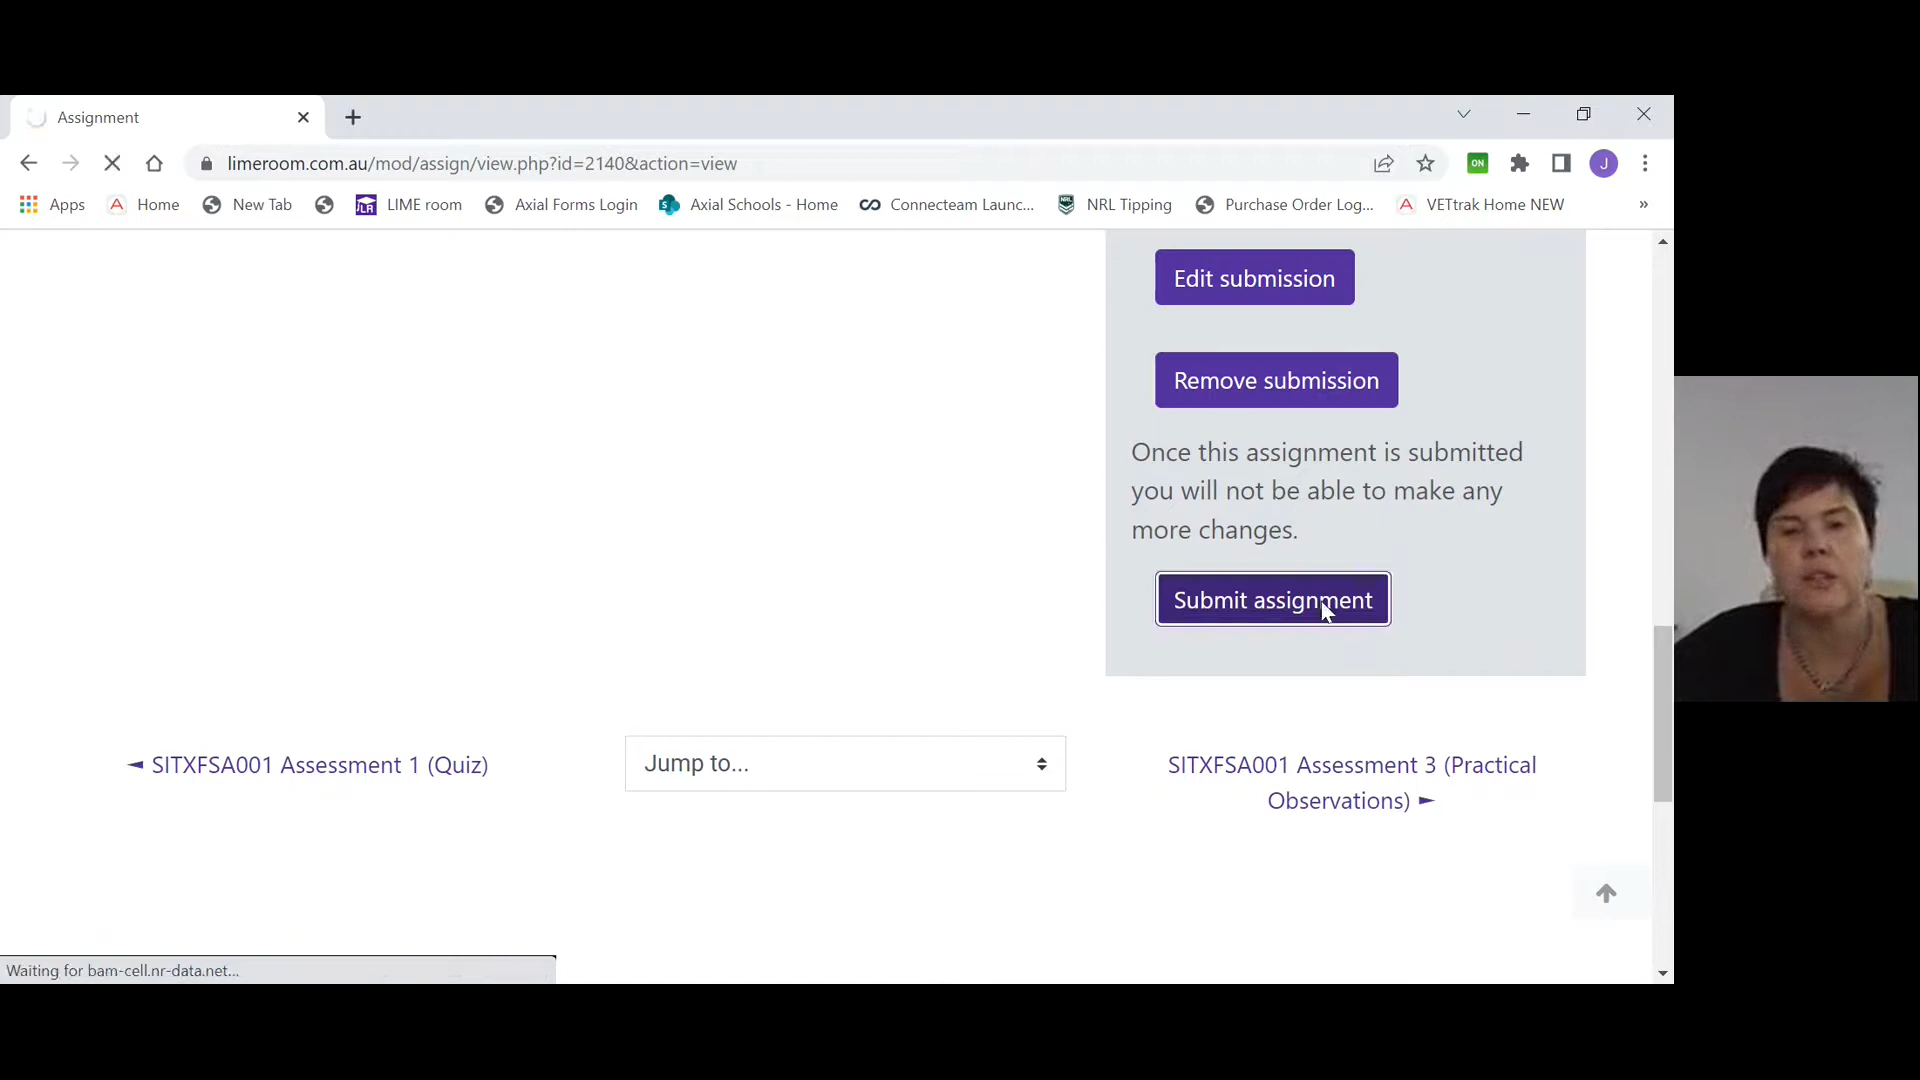 Assignment
limeroom.com.au/mod/assign/view.php?id=2140&action=view
ON
J
Apps
Home
New Tab
LR
LIME room
Axial Forms Login
S
Axial Schools - Home
Connecteam Launc...
NRL
NRL Tipping
Purchase Order Log...
VETtrak Home NEW
»
Edit submission
Remove submission
Once this assignment is submitted
you will not be able to make any
more changes.
Submit assignment
◄ SITXFSA001 Assessment 1 (Quiz)
Jump to...
SITXFSA001 Assessment 3 (Practical
Observations) ►
Waiting for bam-cell.nr-data.net...